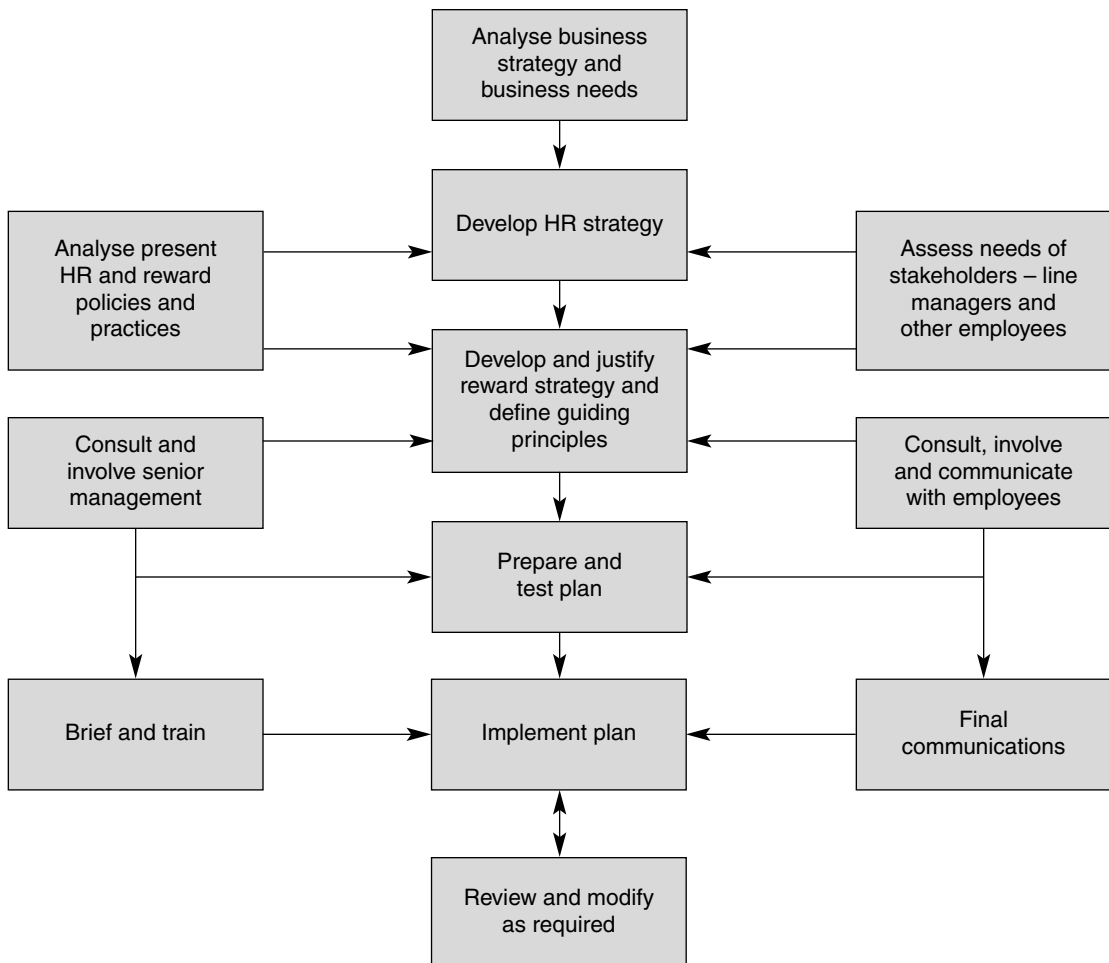 Analyse business
strategy and
business needs
Develop HR strategy
Analyse present
HR and reward
policies and
practices
Assess needs of
stakeholders – line
managers and
other employees
Develop and justify
reward strategy and
define guiding
principles
Consult and
involve senior
management
Consult, involve
and communicate
with employees
Prepare and
test plan
Brief and train
Implement plan
Final
communications
Review and modify
as required